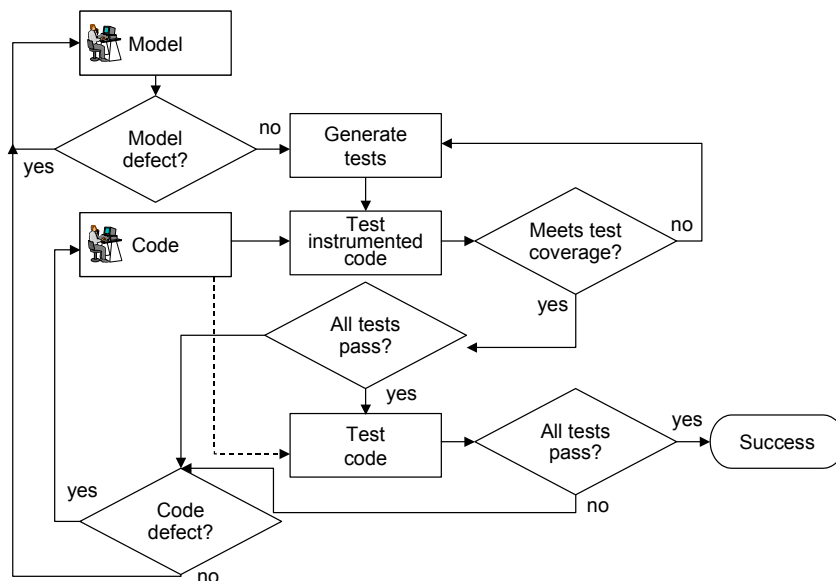 Model
Model
defect?
no
yes
Generate
tests
Code
Test
instrumented
code
Meets test
coverage?
no
yes
All tests
pass?
yes
Test
code
All tests
pass?
yes
Success
no
yes
Code
defect?
no